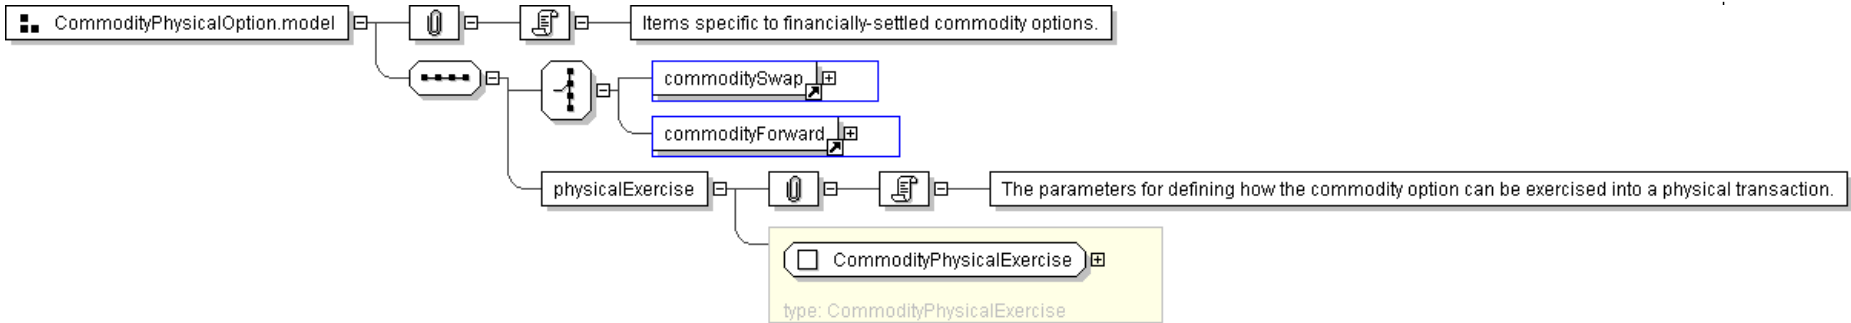 CommodityPhysicalOption.model
Items specific to financially-settled commodity options.
commoditySwap
commodityForward
physicalExercise
The parameters for defining how the commodity option can be exercised into a physical transaction.
CommodityPhysicalExercise
type: CommodityPhysicalExercise